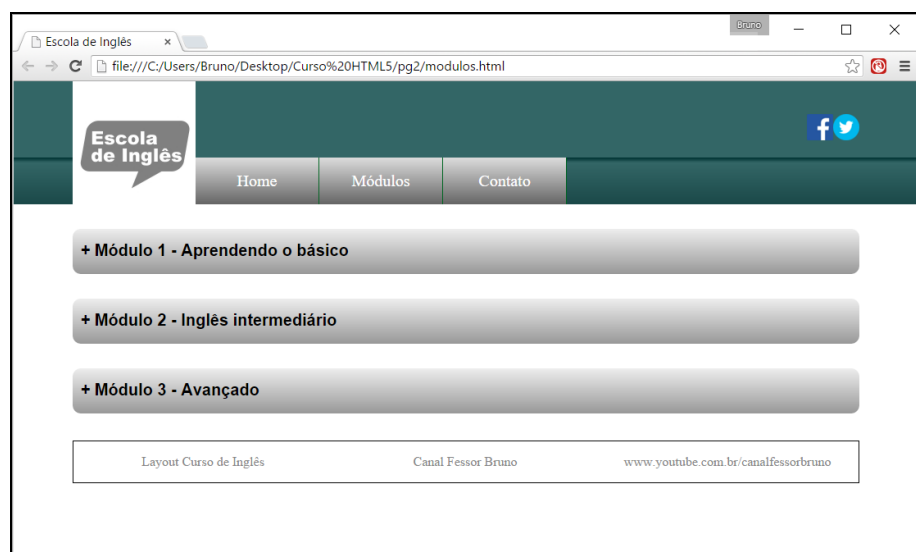 Bruno
Escola de Inglês
file:///C:/Users/Bruno/Desktop/Curso%20HTML5/pg2/modulos.html
Escola
de Inglês
f
Home Módulos Contato
+ Módulo 1 - Aprendendo o básico
+ Módulo 2 - Inglês intermediário
+ Módulo 3 - Avançado
Layout Curso de Inglês Canal Fessor Bruno www.youtube.com.br/canalfessorbruno